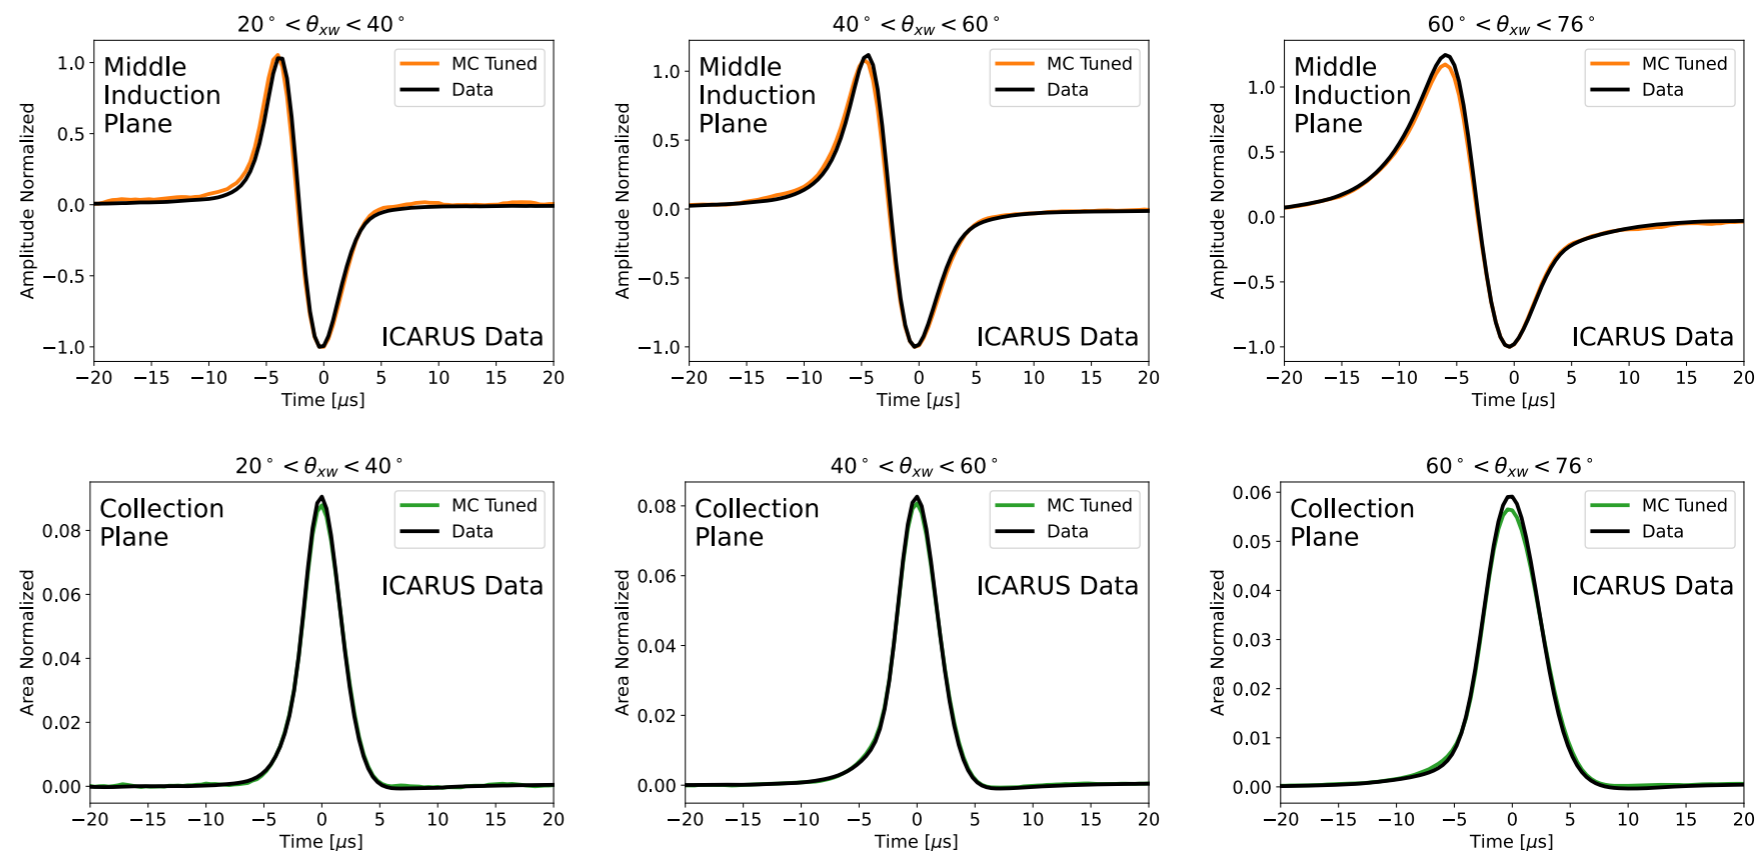 20° < θxw < 40°
Middle
Induction
Plane
MC Tuned
Data
ICARUS Data
Amplitude Normalized
1.0
0.5
0.0
−0.5
−1.0
−20 −15 −10 −5 0 5 10 15 20
Time [μs]
40° < θxw < 60°
Middle
Induction
Plane
MC Tuned
Data
ICARUS Data
Amplitude Normalized
1.0
0.5
0.0
−0.5
−1.0
−20 −15 −10 −5 0 5 10 15 20
Time [μs]
60° < θxw < 76°
Middle
Induction
Plane
MC Tuned
Data
ICARUS Data
Amplitude Normalized
1.0
0.5
0.0
−0.5
−1.0
−20 −15 −10 −5 0 5 10 15 20
Time [μs]
20° < θxw < 40°
Collection
Plane
MC Tuned
Data
ICARUS Data
Area Normalized
0.08
0.06
0.04
0.02
0.00
−20 −15 −10 −5 0 5 10 15 20
Time [μs]
40° < θxw < 60°
Collection
Plane
MC Tuned
Data
ICARUS Data
Area Normalized
0.08
0.06
0.04
0.02
0.00
−20 −15 −10 −5 0 5 10 15 20
Time [μs]
60° < θxw < 76°
Collection
Plane
MC Tuned
Data
ICARUS Data
Area Normalized
0.06
0.05
0.04
0.03
0.02
0.01
0.00
−20 −15 −10 −5 0 5 10 15 20
Time [μs]